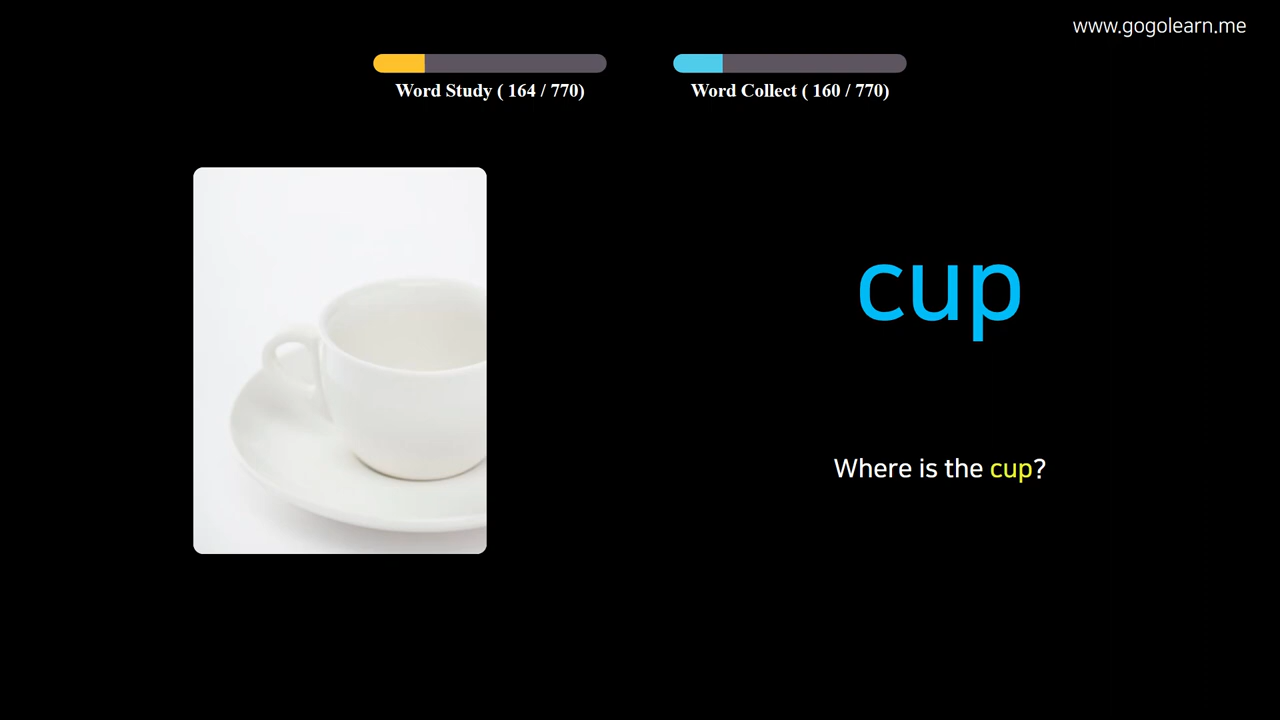 www.gogolearn.me
Word Study ( 164 / 770)
Word Collect ( 160 / 770)
cup
Where is the cup?